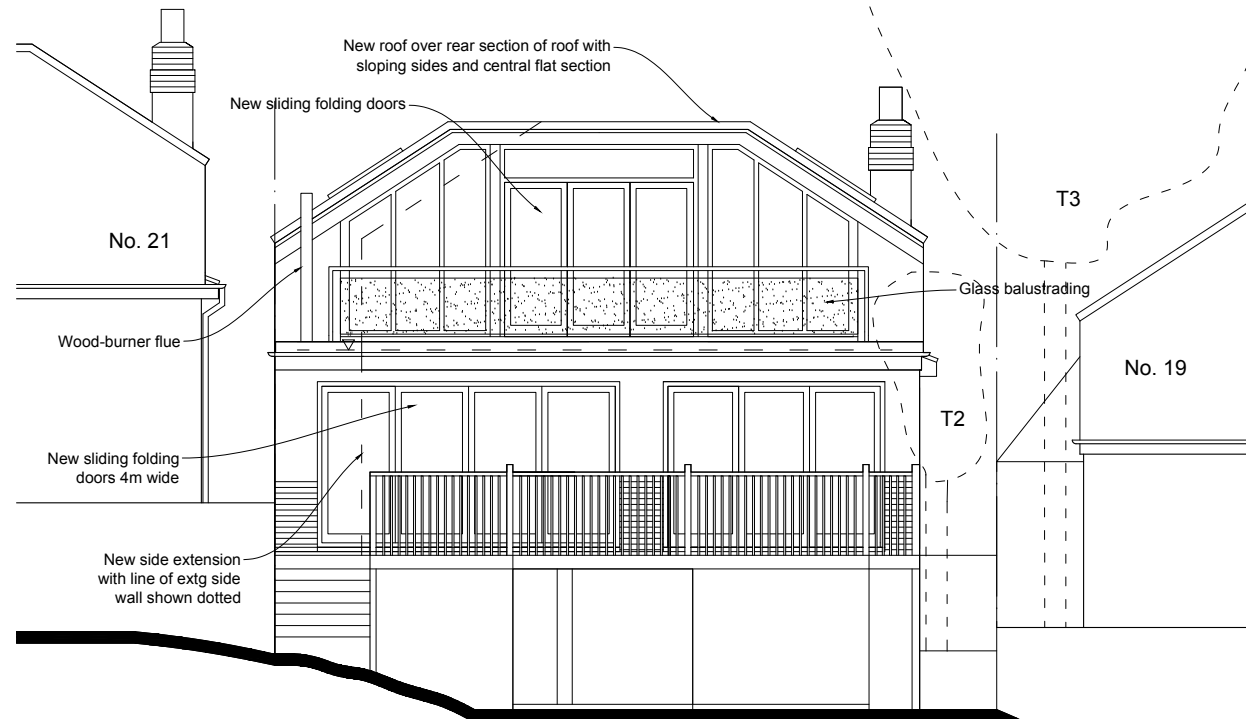 New roof over rear section of roof with
sloping sides and central flat section
New sliding folding doors
T3
No. 21
Glass balustrading
Wood-burner flue
No. 19
T2
New sliding folding
doors 4m wide
New side extension
with line of extg side
wall shown dotted